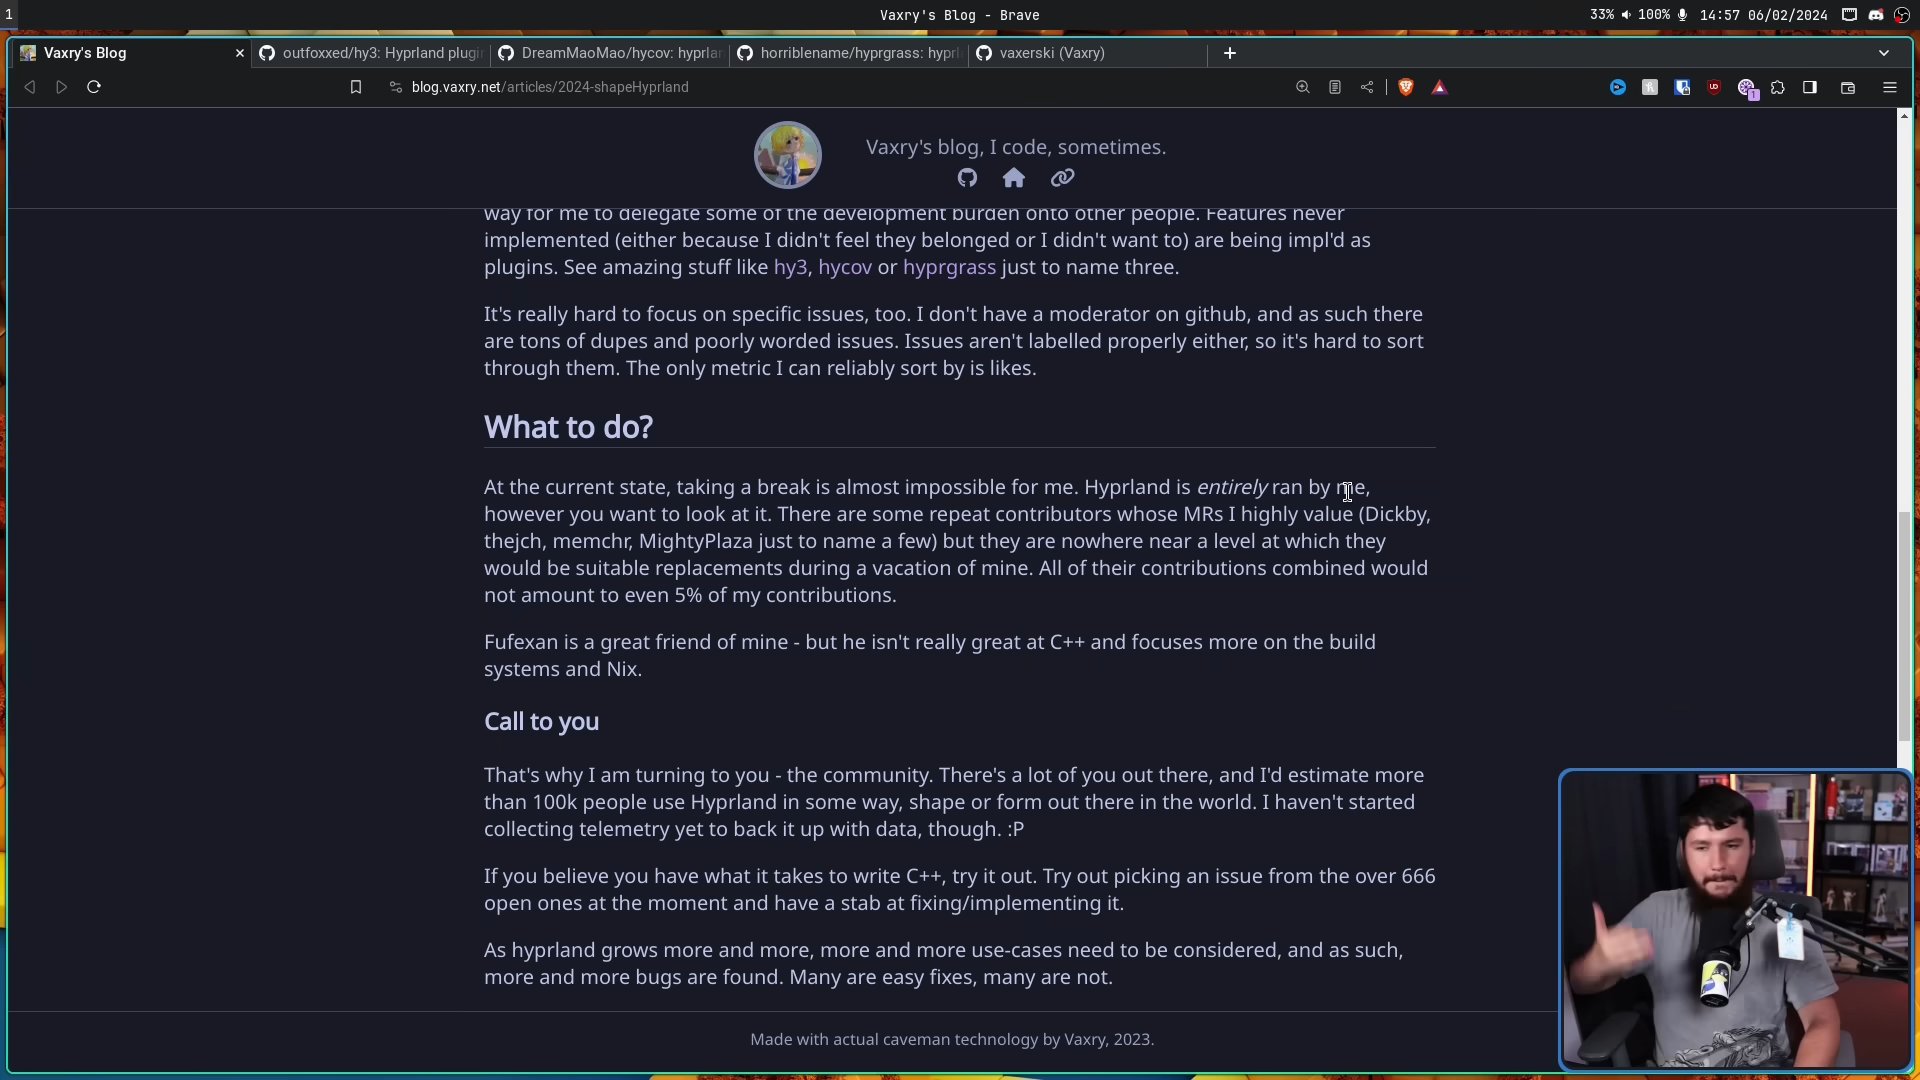 1
Vaxry's Blog - Brave
33% 100% 14:57 06/02/2024
Vaxry's Blog
outfoxxed/hy3: Hyprland plugi
DreamMaoMao/hycov: hyprlan
horriblename/hyprgrass: hyprl
vaxerski (Vaxry)
blog.vaxry.net/articles/2024-shapeHyprland
1
Vaxry's blog, I code, sometimes.
way for me to delegate some of the development burden onto other people. Features never
implemented (either because I didn't feel they belonged or I didn't want to) are being impl'd as
plugins. See amazing stuff like hy3, hycov or hyprgrass just to name three.
It's really hard to focus on specific issues, too. I don't have a moderator on github, and as such there
are tons of dupes and poorly worded issues. Issues aren't labelled properly either, so it's hard to sort
through them. The only metric I can reliably sort by is likes.
What to do?
At the current state, taking a break is almost impossible for me. Hyprland is entirely ran by me,
however you want to look at it. There are some repeat contributors whose MRs I highly value (Dickby,
thejch, memchr, MightyPlaza just to name a few) but they are nowhere near a level at which they
would be suitable replacements during a vacation of mine. All of their contributions combined would
not amount to even 5% of my contributions.
Fufexan is a great friend of mine - but he isn't really great at C++ and focuses more on the build
systems and Nix.
Call to you
That's why I am turning to you - the community. There's a lot of you out there, and I'd estimate more
than 100k people use Hyprland in some way, shape or form out there in the world. I haven't started
collecting telemetry yet to back it up with data, though. :P
If you believe you have what it takes to write C++, try it out. Try out picking an issue from the over 666
open ones at the moment and have a stab at fixing/implementing it.
As hyprland grows more and more, more and more use-cases need to be considered, and as such,
more and more bugs are found. Many are easy fixes, many are not.
Made with actual caveman technology by Vaxry, 2023.